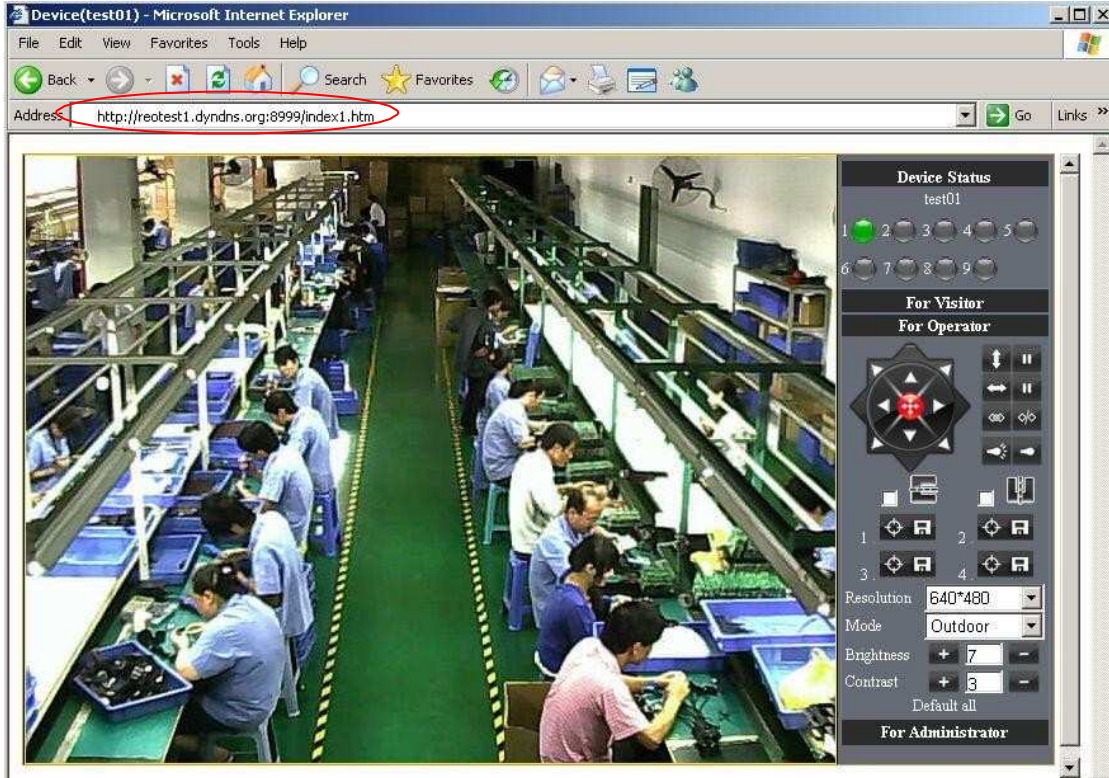 Device(test01) - Microsoft Internet Explorer
File Edit View Favorites Tools Help
Back Search Favorites
Address http://reotest1.dyndns.org:8999/index1.htm Go Links »
Device Status
test01
1 2 3 4 5
6 7 8 9
For Visitor
For Operator
1. 2.
3. 4.
Resolution 640*480
Mode Outdoor
Brightness + 7 -
Contrast + 3 -
Default all
For Administrator